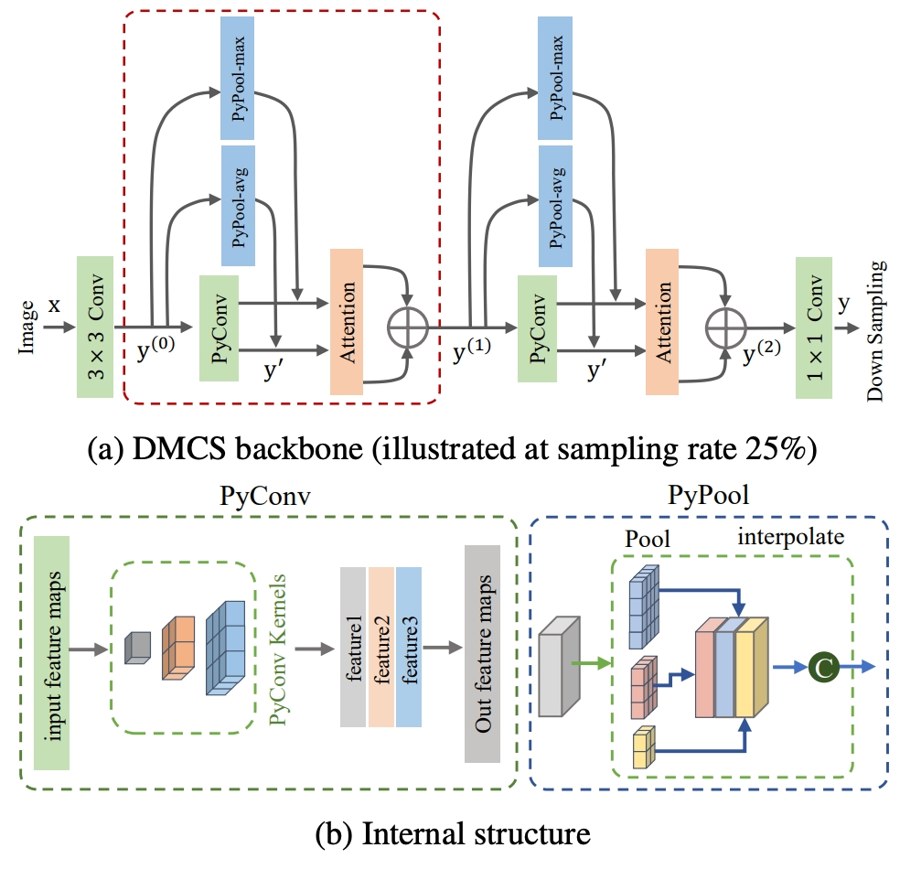 Image
x
3 × 3 Conv
y(0)
PyPool-max
PyPool-avg
PyConv
y′
Attention
y(1)
PyPool-max
PyPool-avg
PyConv
y′
Attention
y(2)
1 × 1 Conv
y
Down Sampling
(a) DMCS backbone (illustrated at sampling rate 25%)
PyConv
input feature maps
PyConv Kernels
feature1
feature2
feature3
Out feature maps
PyPool
Pool
interpolate
C
(b) Internal structure